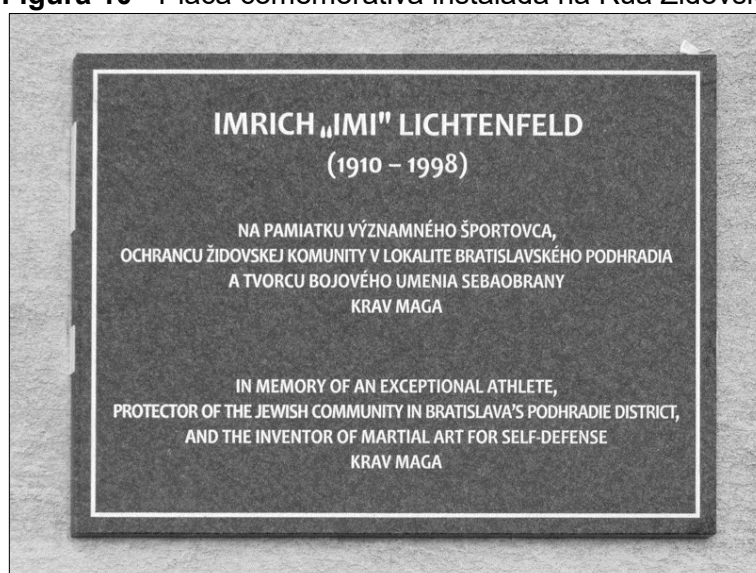 Placa comemorativa instalada na Rua
IMRICH „IMI" LICHTENFELD
(1910 – 1998)
NA PAMIATKU VÝZNAMNÉHO ŠPORTOVCA,
OCHRANCU ŽIDOVSKEJ KOMUNITY V LOKALITE BRATISLAVSKÉHO PODHRADIA
A TVORCU BOJOVÉHO UMENIA SEBAOBRANY
KRAV MAGA
IN MEMORY OF AN EXCEPTIONAL ATHLETE,
PROTECTOR OF THE JEWISH COMMUNITY IN BRATISLAVA'S PODHRADIE DISTRICT,
AND THE INVENTOR OF MARTIAL ART FOR SELF-DEFENSE
KRAV MAGA